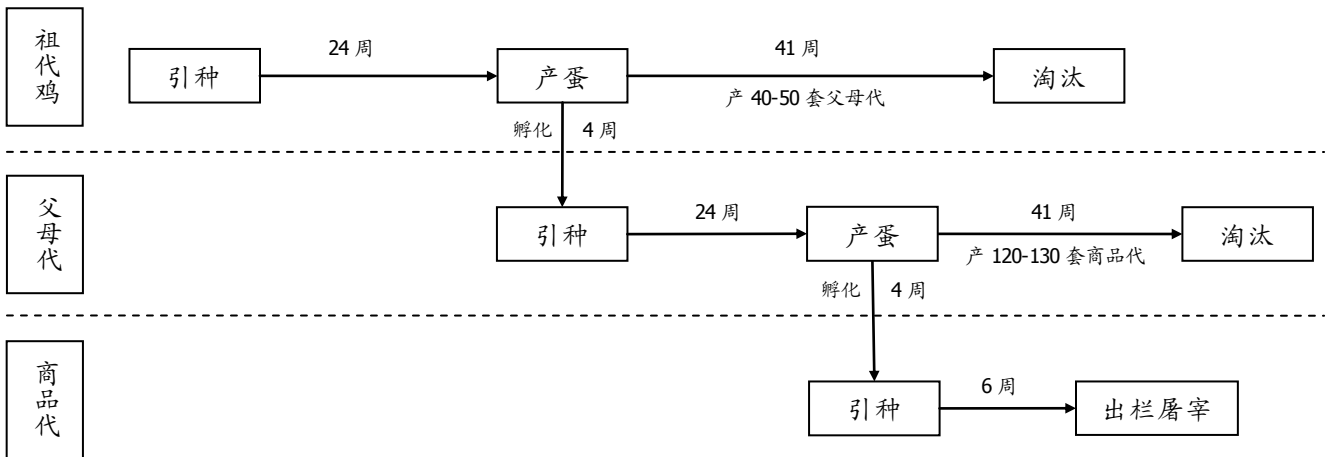 祖代鸡
引种
24 周
产蛋
41 周
产 40-50 套父母代
淘汰
孵化 4 周
父母代
引种
24 周
产蛋
41 周
产 120-130 套商品代
淘汰
孵化 4 周
商品代
引种
6 周
出栏屠宰